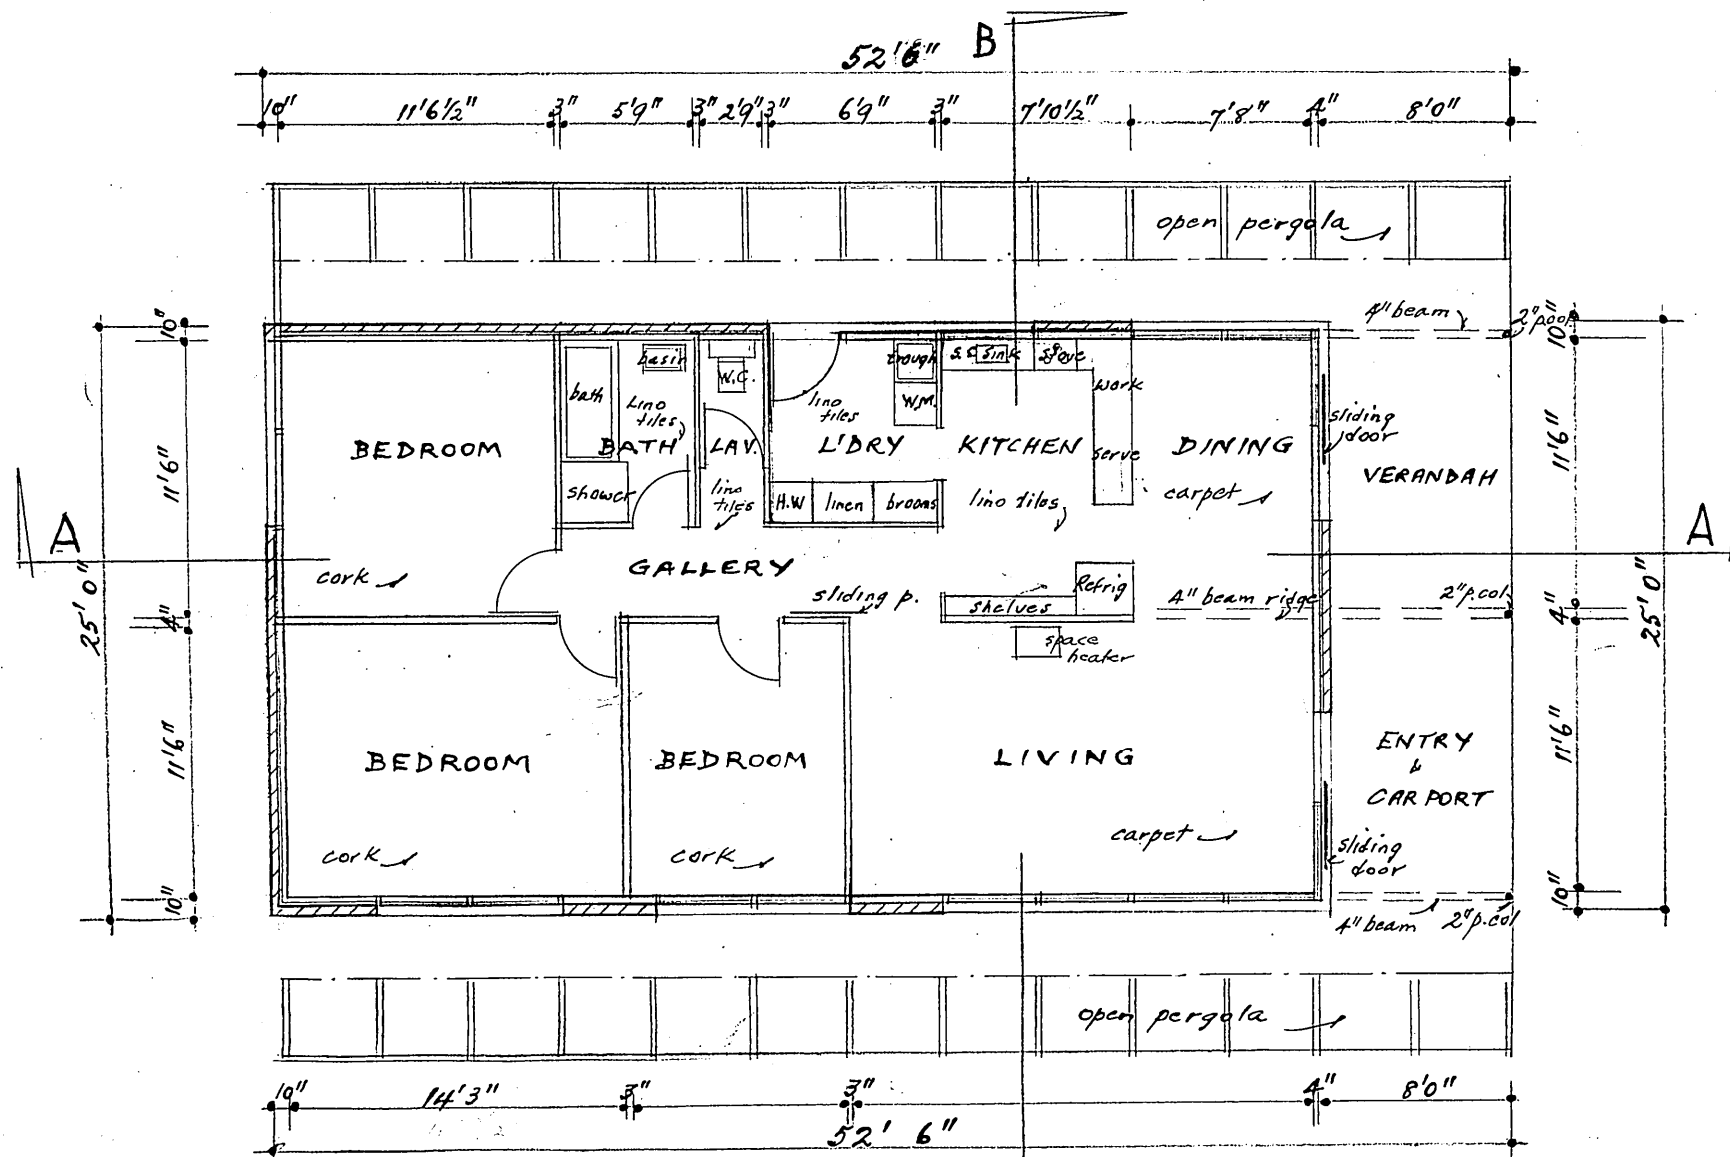 B
52'6"
10" 11'6½" 3" 5'9" 3" 2'9" 3" 6'9" 3" 7'10½" 7'8" 4" 8'0"
open pergola
4" beam
10"
10"
basin
trough
s.s. sink
stove
W.C.
work
bath
Lino tiles
lino tiles
W.M.
sliding door
11'6"
BEDROOM
BATH
LAV.
L'DRY
KITCHEN
serve
DINING
11'6"
VERANDAH
shower
lino tiles
H.W
linen
brooms
lino tiles
carpet
A
A
25'0"
GALLERY
cork
sliding p.
shelves
Refrig
4" beam ridge
2" p.col
4"
4"
25'0"
space heater
11'6"
BEDROOM
BEDROOM
LIVING
ENTRY
&
CARPORT
11'6"
cork
cork
carpet
sliding door
10"
10"
4" beam
2" p.col
open pergola
10" 14'3" 3" 3" 4" 8'0"
52' 6"